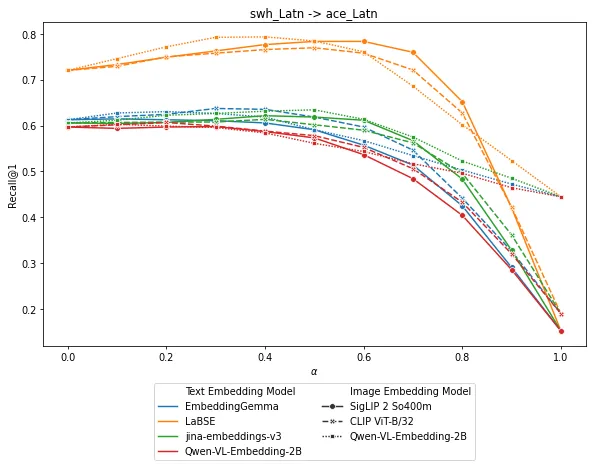 swh_Latn -> ace_Latn
Recall@1
0.8
0.7
0.6
0.5
0.4
0.3
0.2
0.0 0.2 0.4 0.6 0.8 1.0
α
Text Embedding Model
EmbeddingGemma
LaBSE
jina-embeddings-v3
Qwen-VL-Embedding-2B
Image Embedding Model
SigLIP 2 So400m
CLIP ViT-B/32
Qwen-VL-Embedding-2B